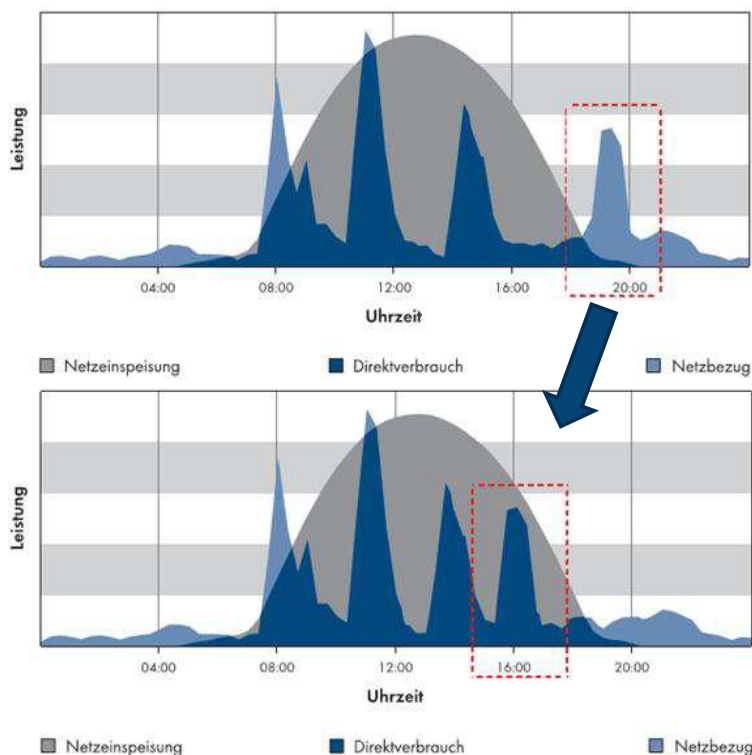 Leistung
04:00 08:00 12:00 16:00 20:00
Uhrzeit
Netzeinspeisung Direktverbrauch Netzbezug
Leistung
04:00 08:00 12:00 16:00 20:00
Uhrzeit
Netzeinspeisung Direktverbrauch Netzbezug